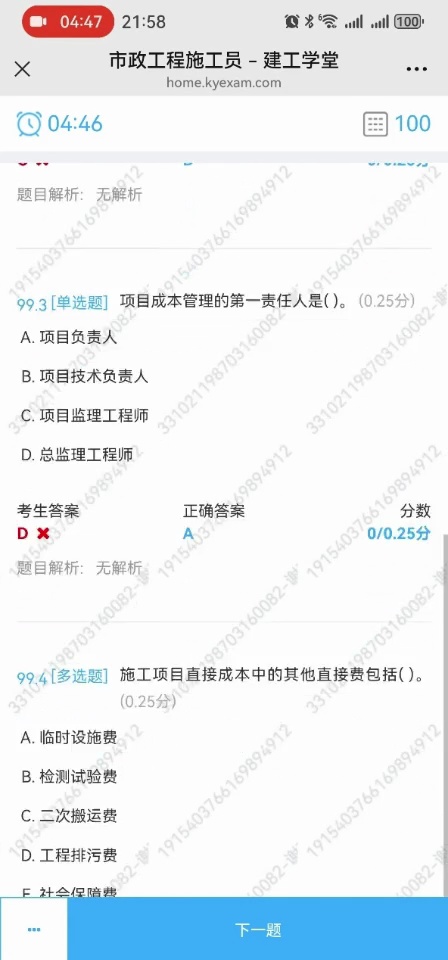 04:47 21:58 6 100
市政工程施工员 - 建工学堂
home.kyexam.com
04:46 100
题目解析: 无解析
99.3 [单选题] 项目成本管理的第一责任人是( )。 (0.25分)
A. 项目负责人
B. 项目技术负责人
C. 项目监理工程师
D. 总监理工程师
考生答案 正确答案 分数
D ✖ A 0/0.25分
题目解析: 无解析
99.4 [多选题] 施工项目直接成本中的其他直接费包括( )。
(0.25分)
A. 临时设施费
B. 检测试验费
C. 二次搬运费
D. 工程排污费
E. 社会保障费
下一题